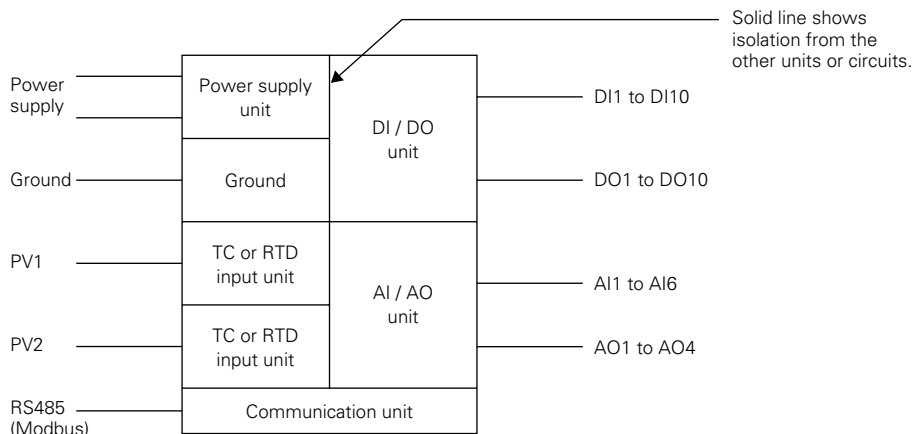 Solid line shows
isolation from the
other units or circuits.
Power
supply
Power supply
unit
DI / DO
unit
DI1 to DI10
DO1 to DO10
Ground
Ground
PV1
TC or RTD
input unit
AI / AO
unit
AI1 to AI6
AO1 to AO4
PV2
TC or RTD
input unit
RS485
(Modbus)
Communication unit